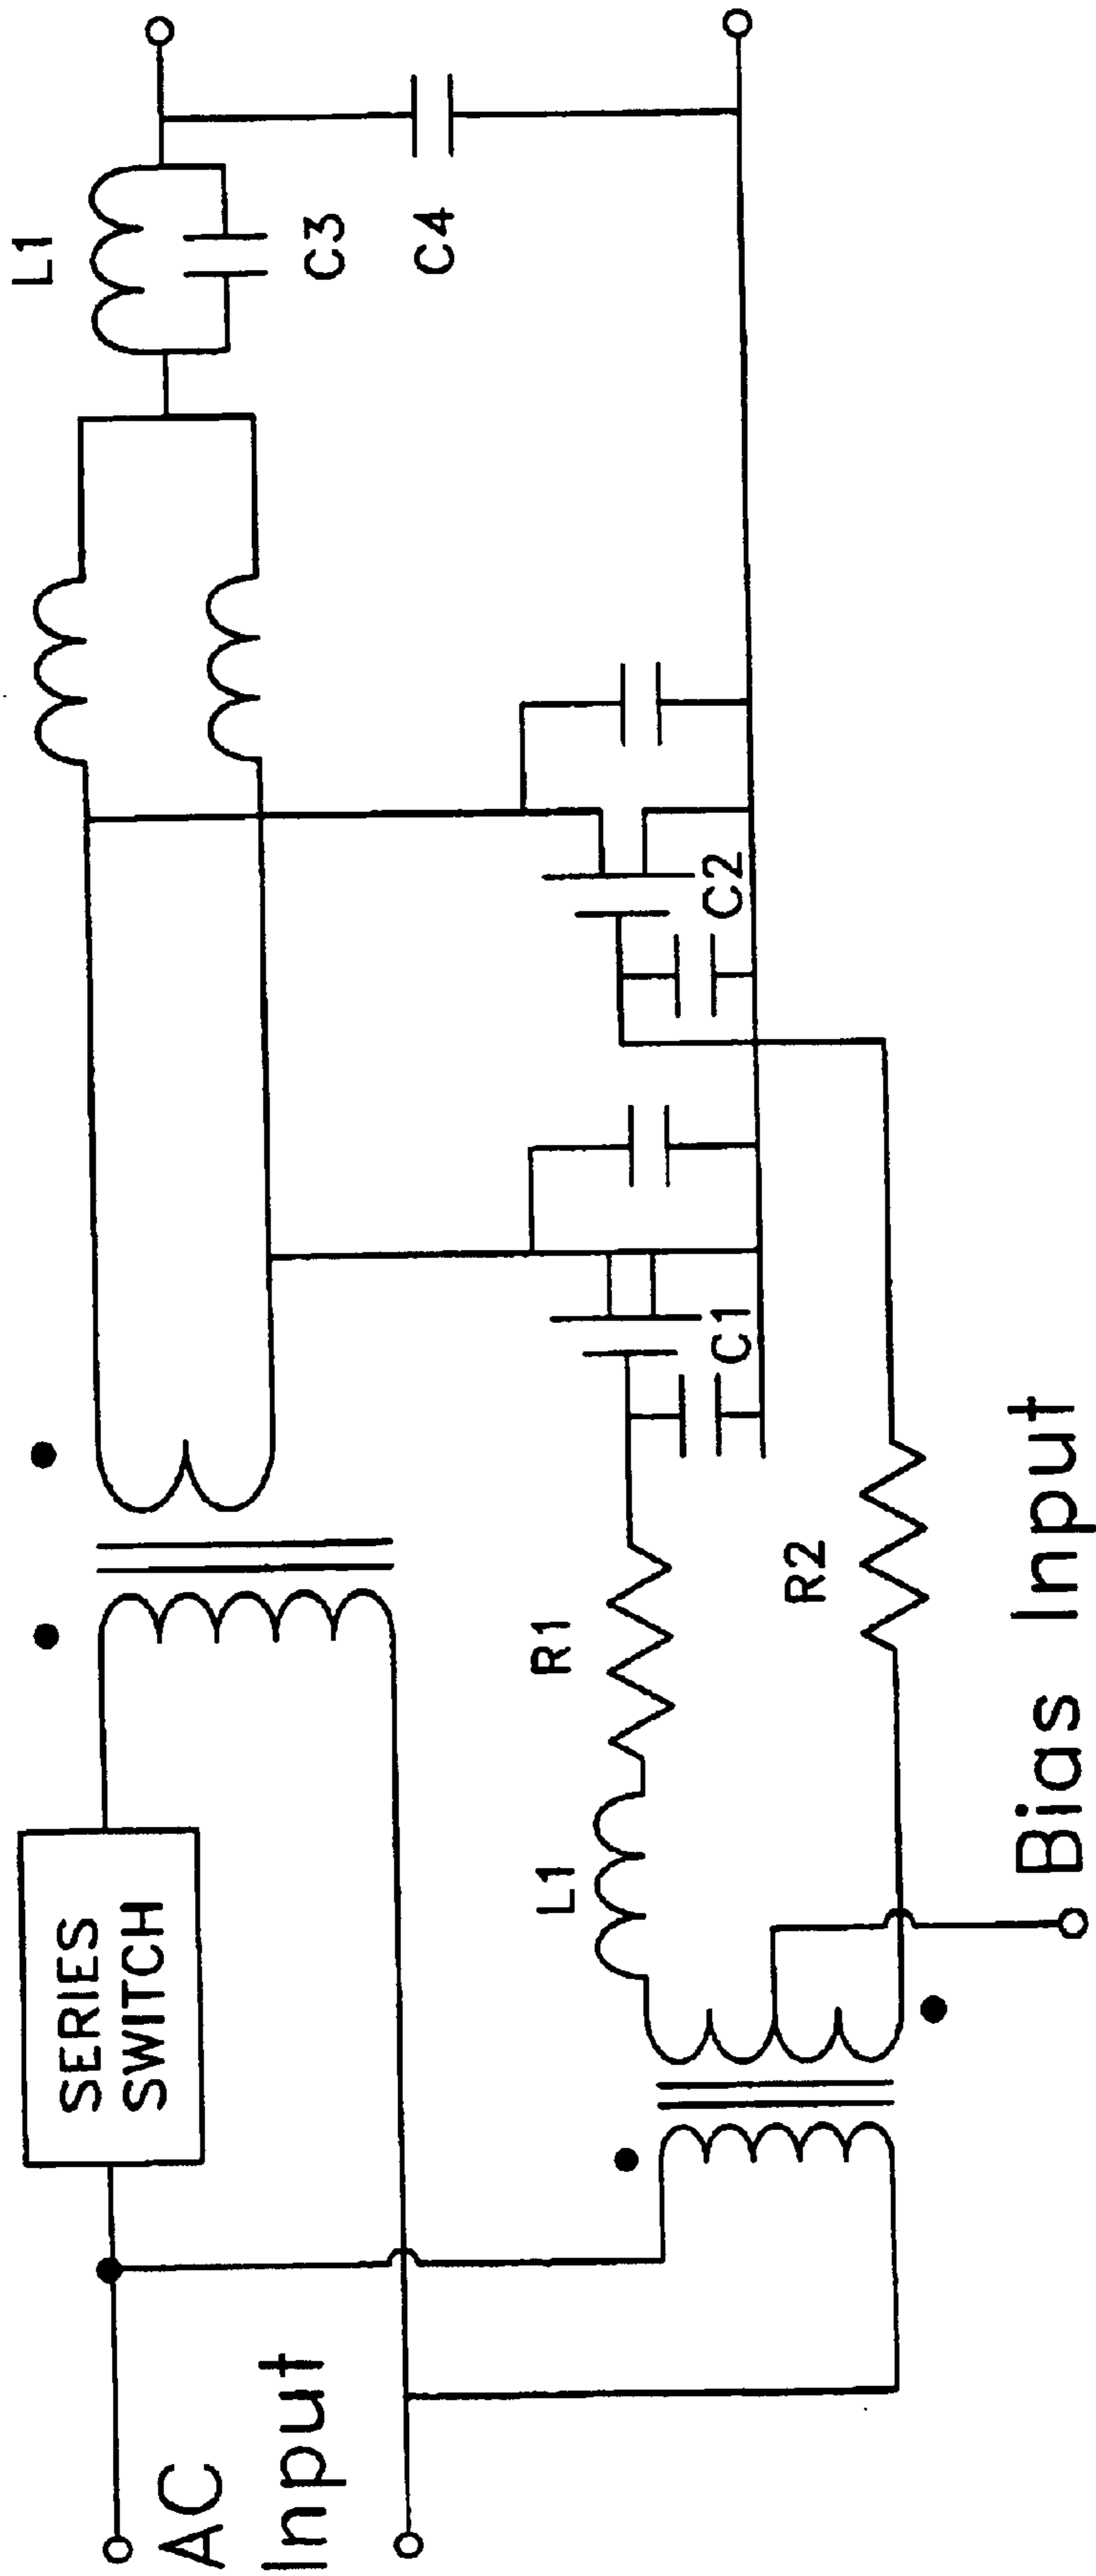 AC
Input
SERIES
SWITCH
L1
R1
R2
Bias Input
C1
C2
L1
C3
C4